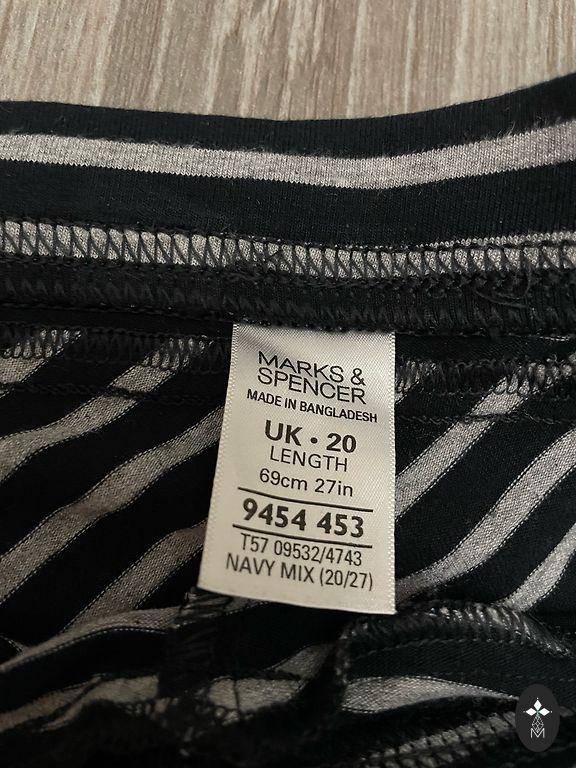 MARKS &
SPENCER
MADE IN BANGLADESH
UK • 20
LENGTH
69cm 27in
9454 453
T57 09532/4743
NAVY MIX (20/27)
M